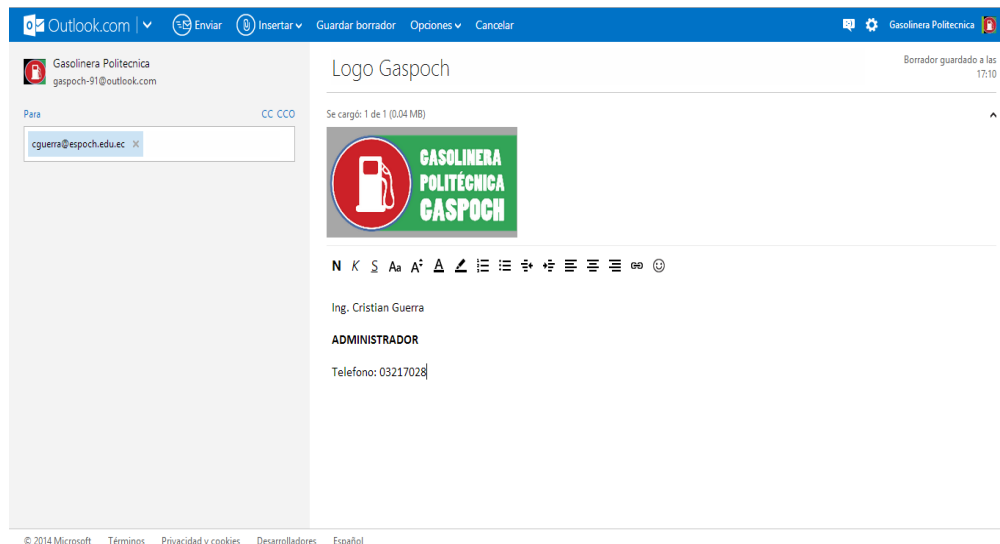 Outlook.com Enviar Insertar Guardar borrador Opciones Cancelar Gasolinera Politecnica
Gasolinera Politecnica
gaspoch-91@outlook.com
Para CC CCO
cguerra@espoch.edu.ec
Logo Gaspoch
Borrador guardado a las
17:10
Se cargó: 1 de 1 (0.04 MB)
GASOLINERA
POLITÉCNICA
GASPOCH
N K S Aa A A
Ing. Cristian Guerra
ADMINISTRADOR
Telefono: 03217028
© 2014 Microsoft Términos Privacidad y cookies Desarrolladores Español